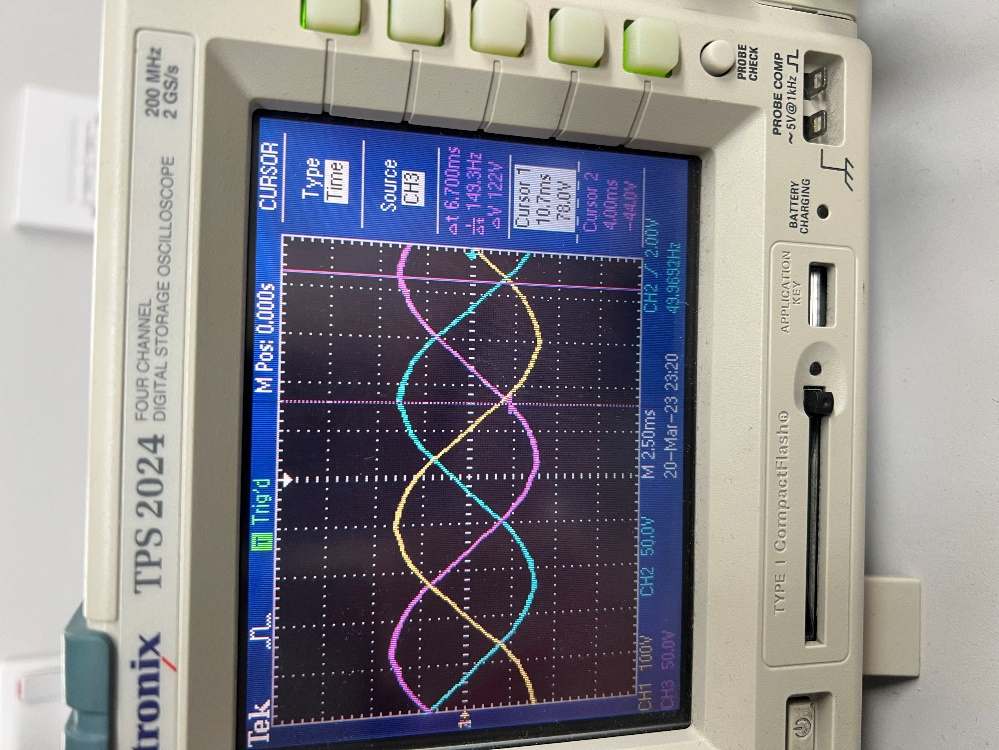 tronix
TPS 2024
FOUR CHANNEL
DIGITAL STORAGE OSCILLOSCOPE
200 MHz
2 GS/s
Tek
Trig'd
M Pos: 0.000s
CURSOR
Type
Time
Source
CH3
Δt 6.700ms
1/Δt 149.3Hz
ΔV 122V
Cursor 1
10.7ms
78.0V
Cursor 2
4.00ms
-44.0V
CH1 100V
CH2 50.0V
M 2.50ms
CH2 / 2.00V
CH3 50.0V
20-Mar-23 23:20
PROBE
CHECK
PROBE COMP
~5V@1kHz
BATTERY
CHARGING
APPLICATION
KEY
TYPE I CompactFlash®